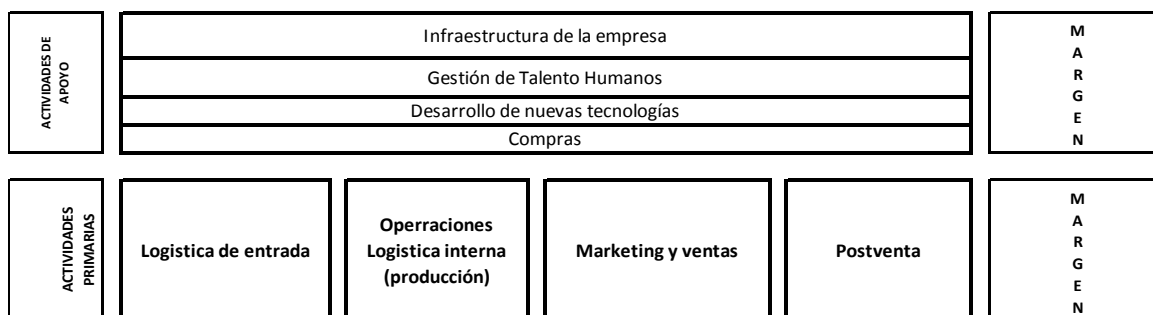 ACTIVIDADES DE
APOYO
Infraestructura de la empresa
Gestión de Talento Humanos
Desarrollo de nuevas tecnologías
Compras
M
A
R
G
E
N
ACTIVIDADES
PRIMARIAS
Logistica de entrada
Operraciones
Logistica interna
(producción)
Marketing y ventas
Postventa
M
A
R
G
E
N